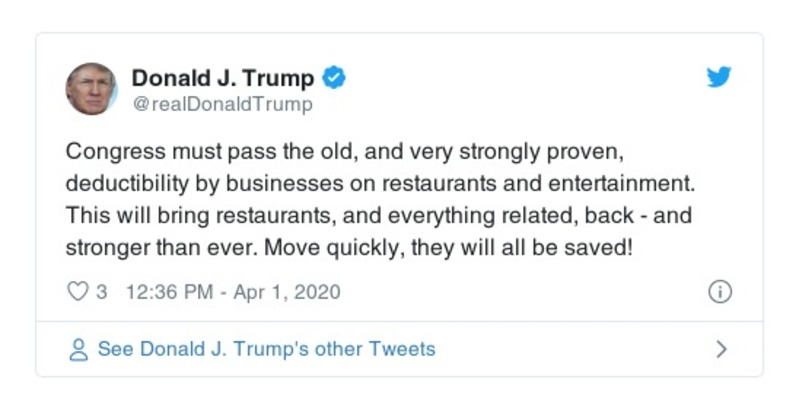 Donald J. Trump
@realDonaldTrump
Congress must pass the old, and very strongly proven,
deductibility by businesses on restaurants and entertainment.
This will bring restaurants, and everything related, back - and
stronger than ever. Move quickly, they will all be saved!
3 12:36 PM - Apr 1, 2020
See Donald J. Trump's other Tweets